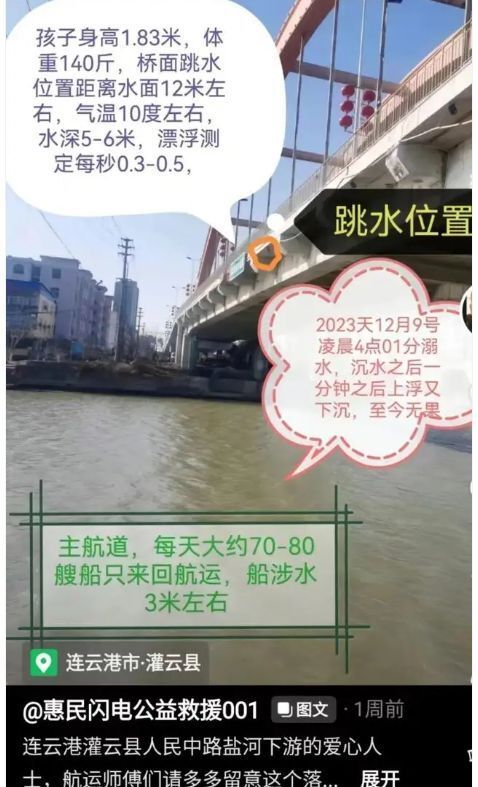 孩子身高1.83米，体
重140斤，桥面跳水
位置距离水面12米左
右，气温10度左右，
水深5-6米，漂浮测
定每秒0.3-0.5，
跳水位置
2023天12月9号
凌晨4点01分溺
水，沉水之后一
分钟之后上浮又
下沉，至今无果
主航道，每天大约70-80
艘船只来回航运，船涉水
3米左右
连云港市·灌云县
@惠民闪电公益救援001 图文 · 1周前
连云港灌云县人民中路盐河下游的爱心人
士，航运师傅们请多多留意这个落... 展开